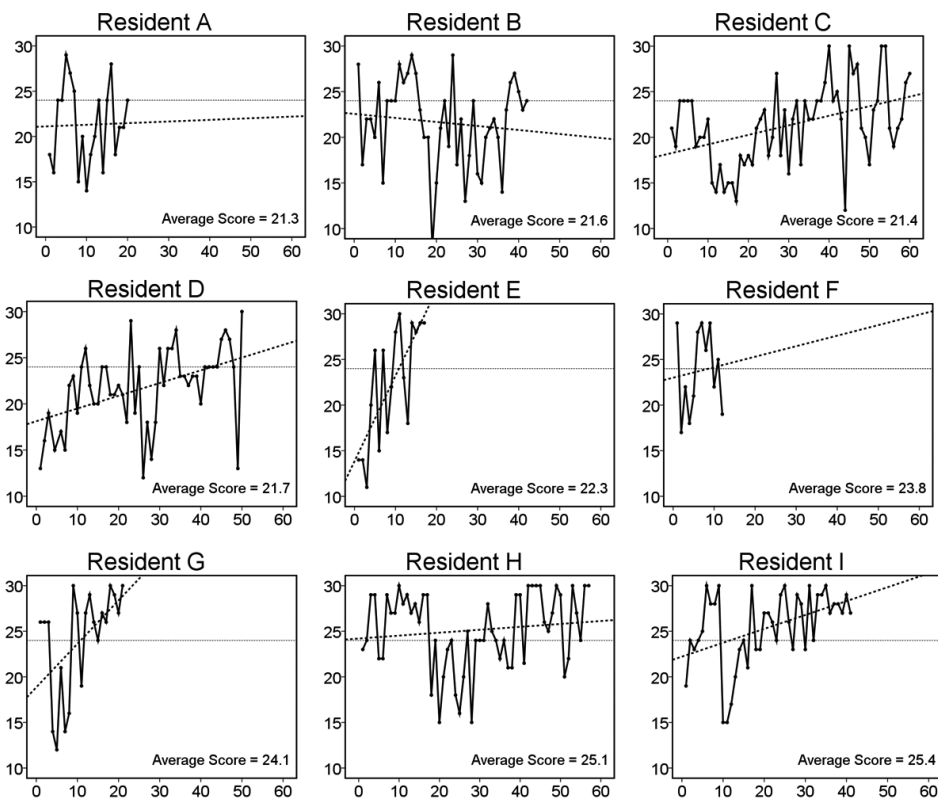 Resident A
30
25
20
15
10
0 10 20 30 40 50 60
Average Score = 21.3
Resident B
30
25
20
15
10
0 10 20 30 40 50 60
Average Score = 21.6
Resident C
30
25
20
15
10
0 10 20 30 40 50 60
Average Score = 21.4
Resident D
30
25
20
15
10
0 10 20 30 40 50 60
Average Score = 21.7
Resident E
30
25
20
15
10
0 10 20 30 40 50 60
Average Score = 22.3
Resident F
30
25
20
15
10
0 10 20 30 40 50 60
Average Score = 23.8
Resident G
30
25
20
15
10
0 10 20 30 40 50 60
Average Score = 24.1
Resident H
30
25
20
15
10
0 10 20 30 40 50 60
Average Score = 25.1
Resident I
30
25
20
15
10
0 10 20 30 40 50 60
Average Score = 25.4